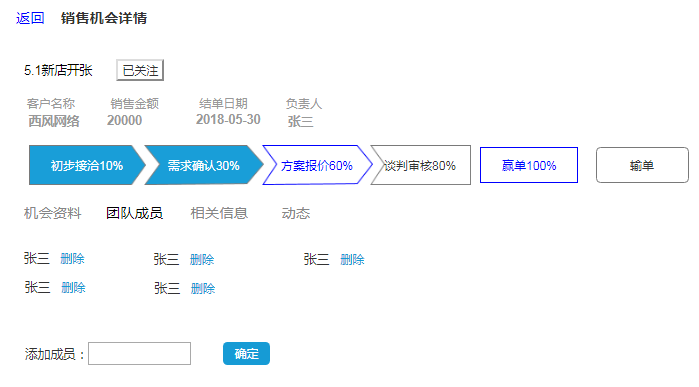 返回 销售机会详情
5.1新店开张 已关注
客户名称 销售金额 结单日期 负责人
西风网络 20000 2018-05-30 张三
初步接洽10% 需求确认30% 方案报价60% 谈判审核80% 赢单100% 输单
机会资料 团队成员 相关信息 动态
张三 删除 张三 删除 张三 删除
张三 删除 张三 删除
添加成员： 确定